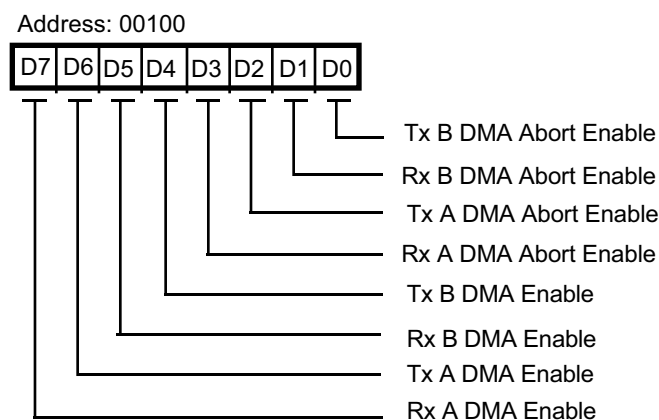 Address: 00100
D7 D6 D5 D4 D3 D2 D1 D0
Tx B DMA Abort Enable
Rx B DMA Abort Enable
Tx A DMA Abort Enable
Rx A DMA Abort Enable
Tx B DMA Enable
Rx B DMA Enable
Tx A DMA Enable
Rx A DMA Enable